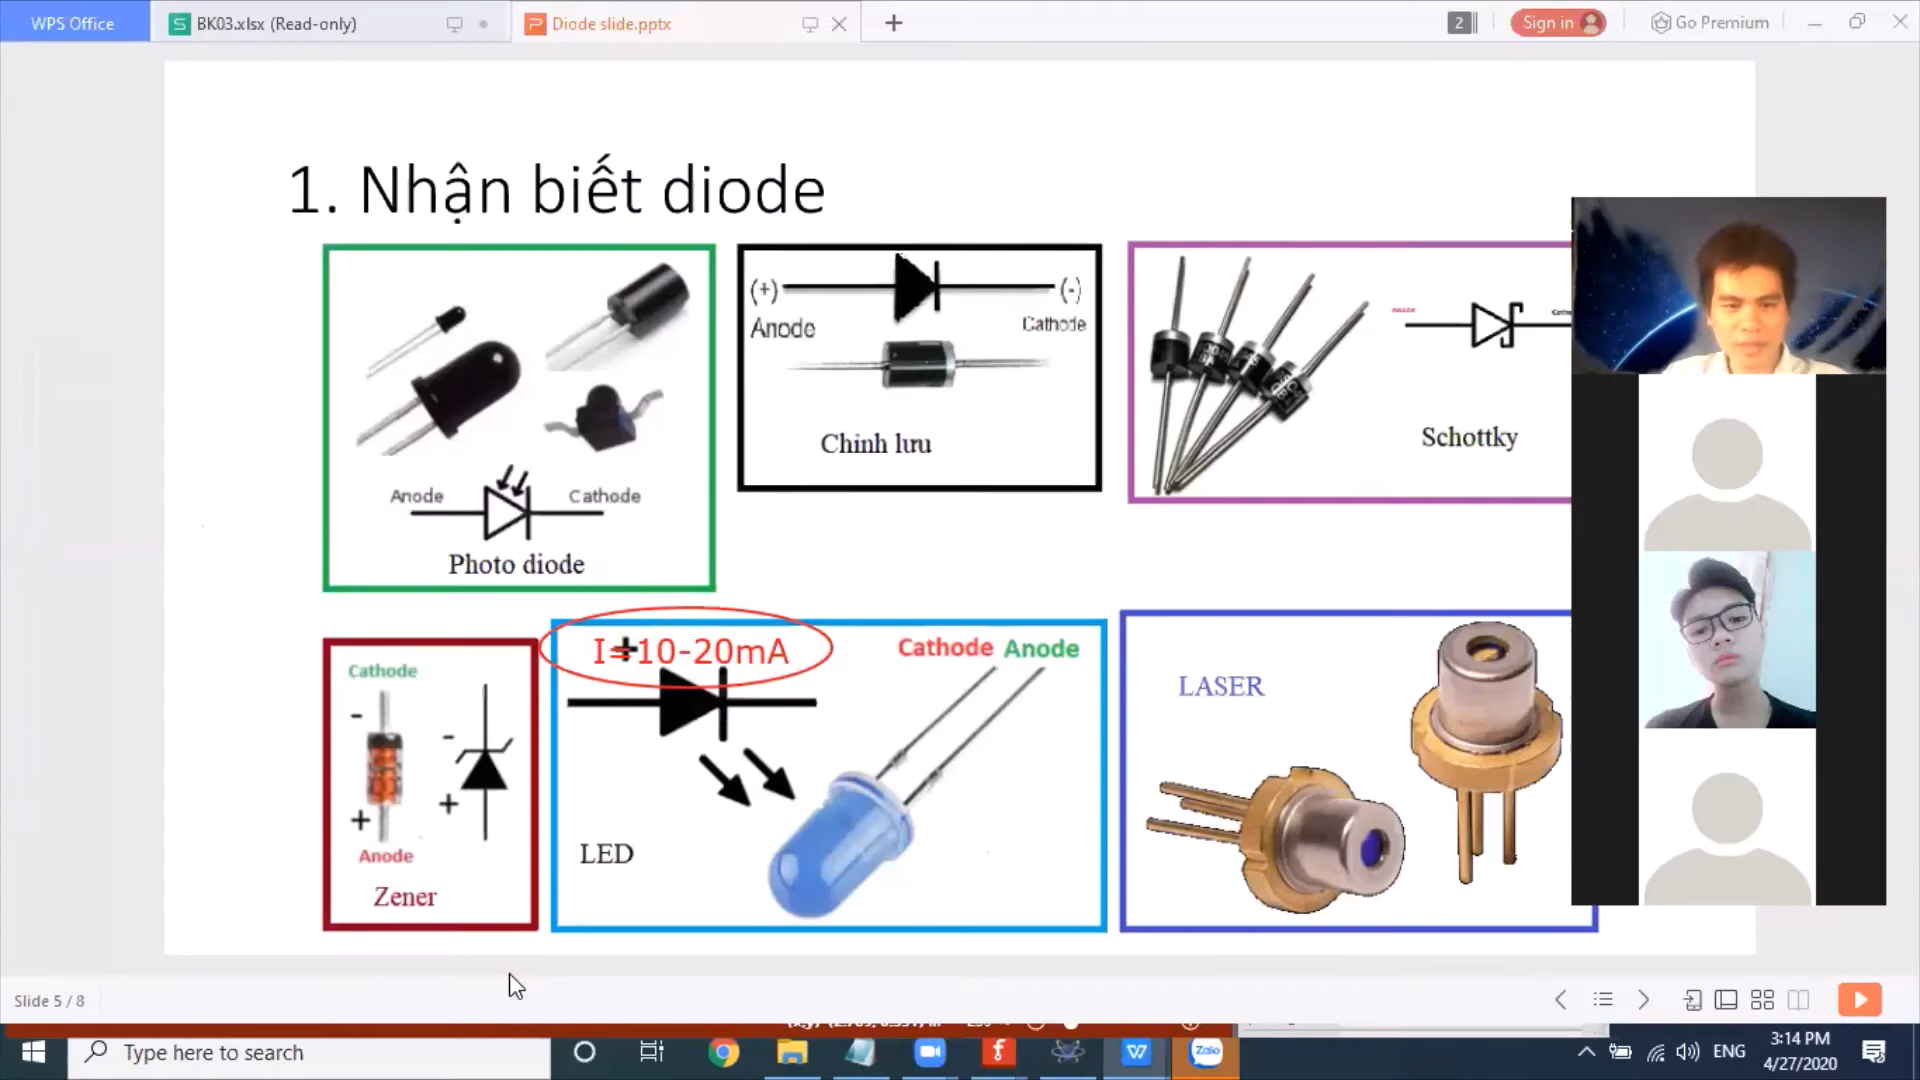 WPS Office
BK03.xlsx (Read-only)
Diode slide.pptx
2
Sign in
Go Premium
1. Nhận biết diode
Anode
Cathode
Photo diode
(+)
(-)
Anode
Cathode
Chỉnh lưu
Schottky
Cathode
-
-
+
+
Anode
Zener
I=10-20mA
+
Cathode Anode
LED
LASER
Slide 5 / 8
Type here to search
Zalo
ENG
3:14 PM
4/27/2020